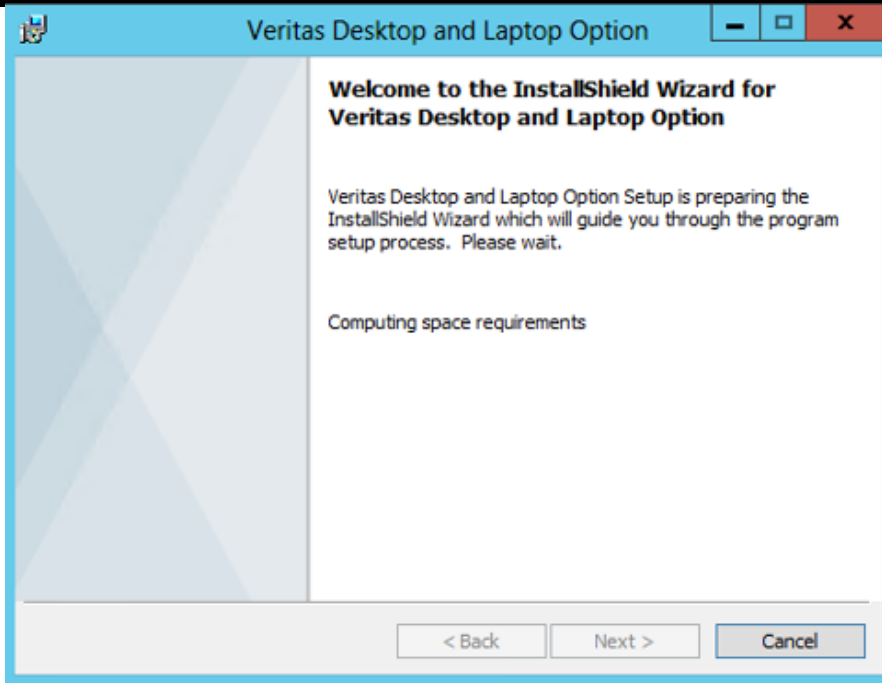 Veritas Desktop and Laptop Option
Welcome to the InstallShield Wizard for
Veritas Desktop and Laptop Option
Veritas Desktop and Laptop Option Setup is preparing the
InstallShield Wizard which will guide you through the program
setup process. Please wait.
Computing space requirements
< Back Next > Cancel